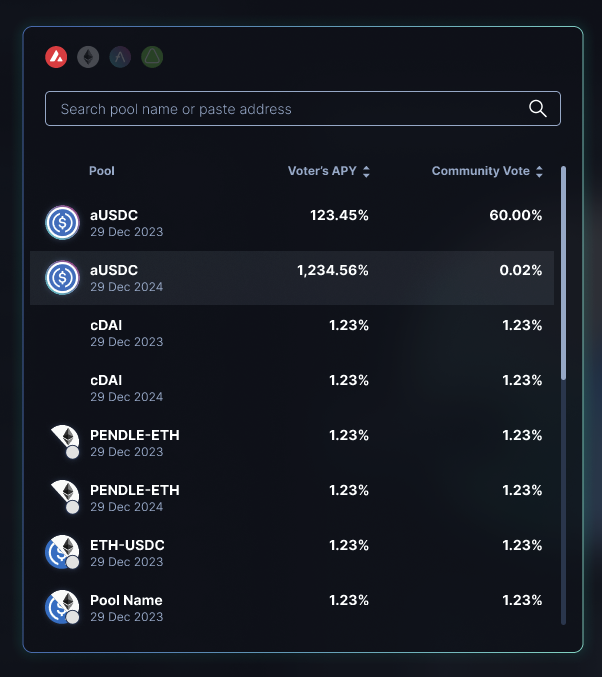 Search pool name or paste address
Pool Voter's APY Community Vote
aUSDC 123.45% 60.00%
29 Dec 2023
aUSDC 1,234.56% 0.02%
29 Dec 2024
cDAI 1.23% 1.23%
29 Dec 2023
cDAI 1.23% 1.23%
29 Dec 2024
PENDLE-ETH 1.23% 1.23%
29 Dec 2023
PENDLE-ETH 1.23% 1.23%
29 Dec 2024
ETH-USDC 1.23% 1.23%
29 Dec 2023
Pool Name 1.23% 1.23%
29 Dec 2023